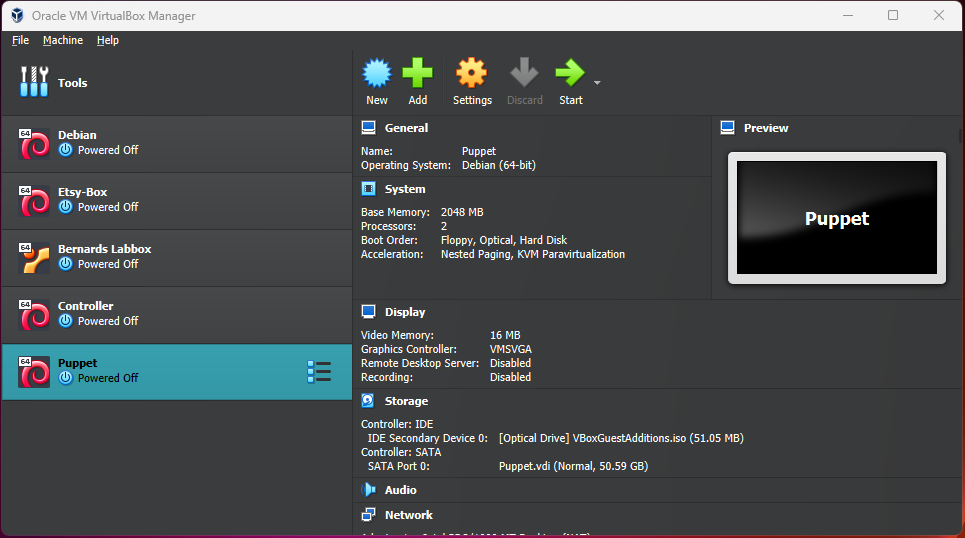 Oracle VM VirtualBox Manager
File Machine Help
Tools
New Add Settings Discard Start
64
Debian
Powered Off
64
Etsy-Box
Powered Off
64
Bernards Labbox
Powered Off
64
Controller
Powered Off
64
Puppet
Powered Off
General
Name: Puppet
Operating System: Debian (64-bit)
System
Base Memory: 2048 MB
Processors: 2
Boot Order: Floppy, Optical, Hard Disk
Acceleration: Nested Paging, KVM Paravirtualization
Preview
Puppet
Display
Video Memory: 16 MB
Graphics Controller: VMSVGA
Remote Desktop Server: Disabled
Recording: Disabled
Storage
Controller: IDE
IDE Secondary Device 0: [Optical Drive] VBoxGuestAdditions.iso (51.05 MB)
Controller: SATA
SATA Port 0: Puppet.vdi (Normal, 50.59 GB)
Audio
Network